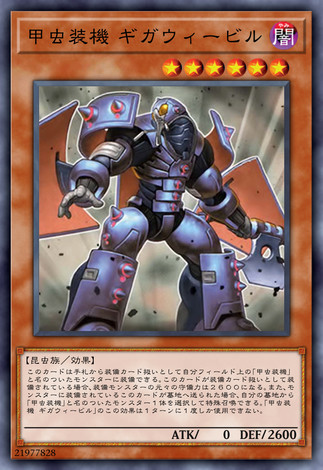 甲虫装機 ギガウィービル
やみ
闇
【昆虫族／効果】
このカードは手札から装備カード扱いとして自分フィールド上の「甲虫装機」
と名のついたモンスターに装備できる。このカードが装備カード扱いとして装備
されている場合、装備モンスターの元々の守備力は２６００になる。また、モン
スターに装備されているこのカードが墓地へ送られた場合、自分の墓地から
「甲虫装機」と名のついたモンスター１体を選択して特殊召喚できる。「甲虫装
機 ギガウィービル」のこの効果は１ターンに１度しか使用できない。
ATK/ 0 DEF/2600
21977828